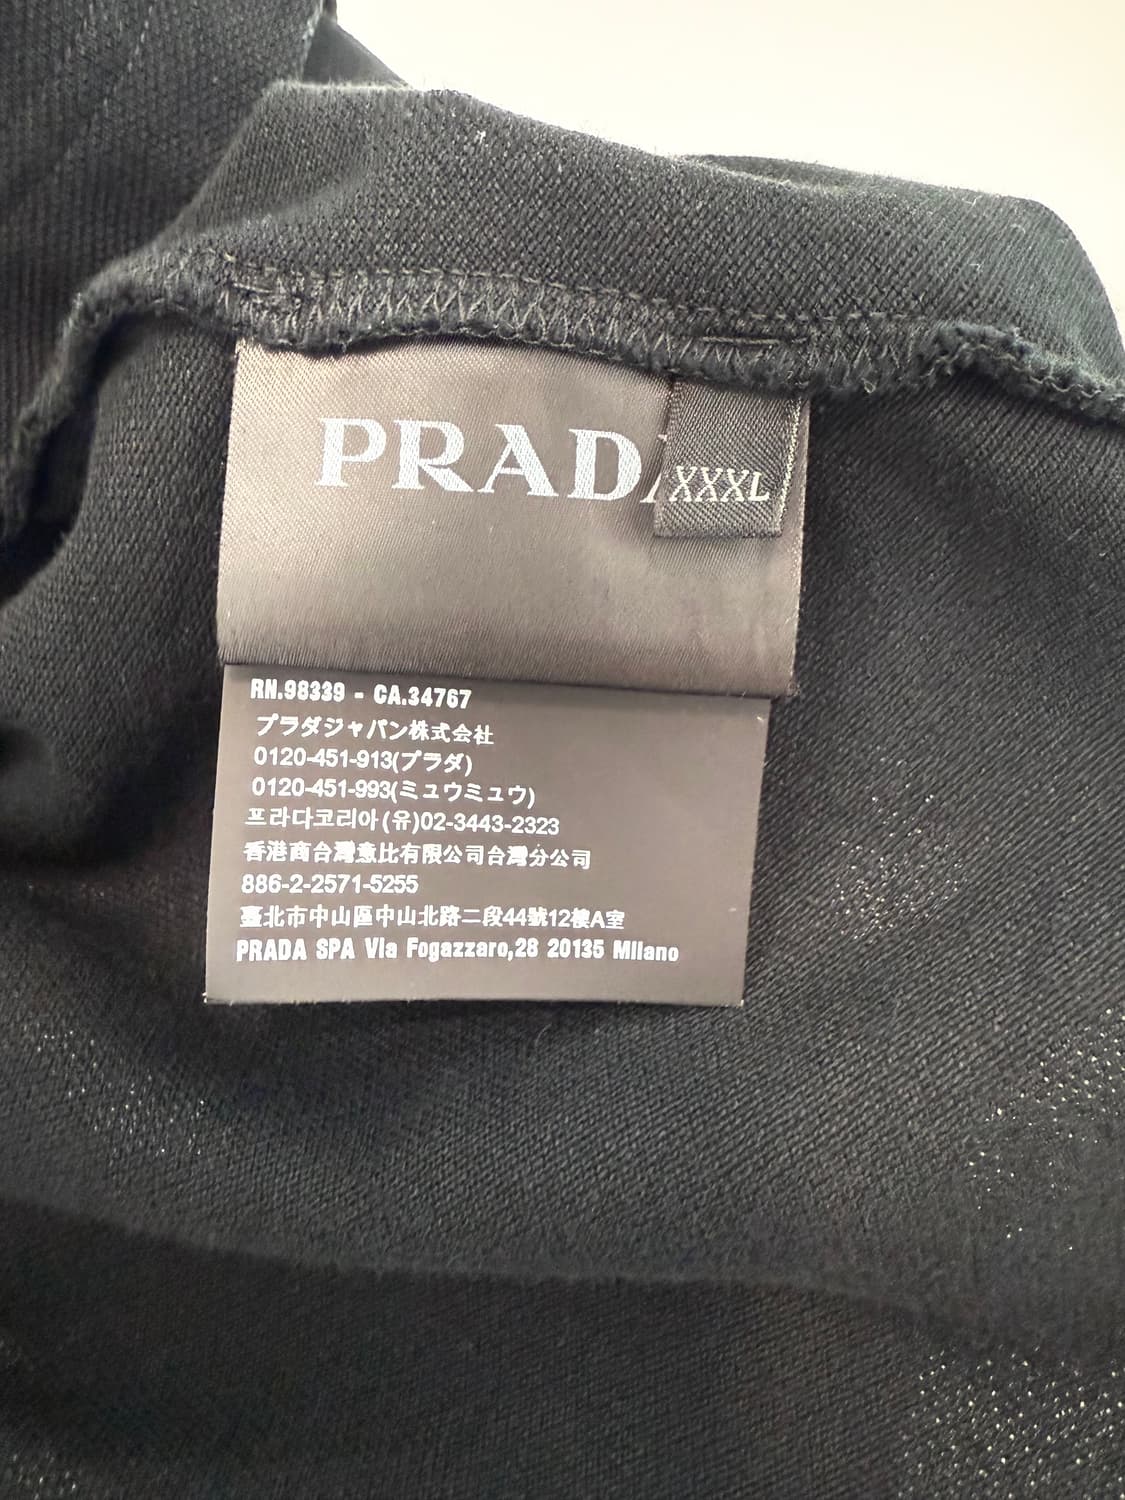 PRADA
XXXL
RN.98339 - CA.34767
プラダジャパン株式会社
0120-451-913(プラダ)
0120-451-993(ミュウミュウ)
프라다코리아(유)02-3443-2323
香港商台灣意比有限公司台灣分公司
886-2-2571-5255
臺北市中山區中山北路二段44號12樓A室
PRADA SPA Via Fogazzaro,28 20135 Milano